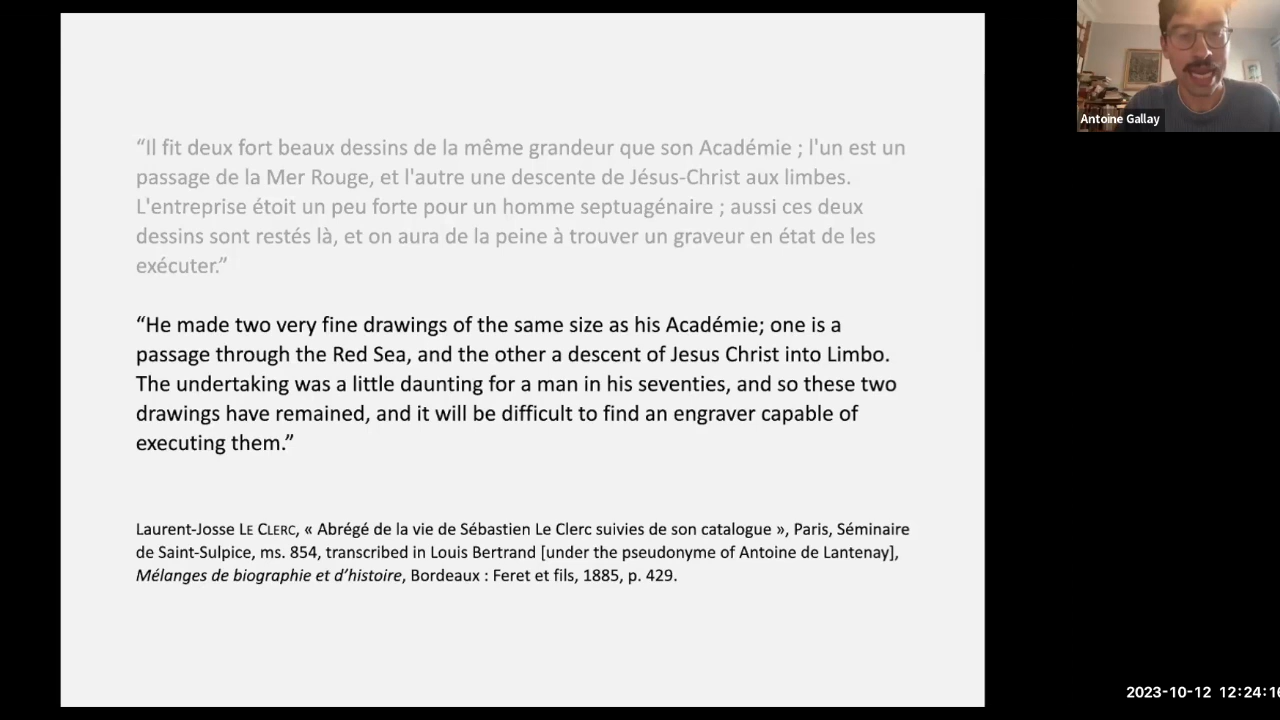 “Il fit deux fort beaux dessins de la même grandeur que son Académie ; l'un est un
passage de la Mer Rouge, et l'autre une descente de Jésus-Christ aux limbes.
L'entreprise étoit un peu forte pour un homme septuagénaire ; aussi ces deux
dessins sont restés là, et on aura de la peine à trouver un graveur en état de les
exécuter.”
“He made two very fine drawings of the same size as his Académie; one is a
passage through the Red Sea, and the other a descent of Jesus Christ into Limbo.
The undertaking was a little daunting for a man in his seventies, and so these two
drawings have remained, and it will be difficult to find an engraver capable of
executing them.”
Laurent-Josse LE CLERC, « Abrégé de la vie de Sébastien Le Clerc suivies de son catalogue », Paris, Séminaire
de Saint-Sulpice, ms. 854, transcribed in Louis Bertrand [under the pseudonyme of Antoine de Lantenay],
Mélanges de biographie et d’histoire, Bordeaux : Feret et fils, 1885, p. 429.
Antoine Gallay
2023-10-12 12:24:16